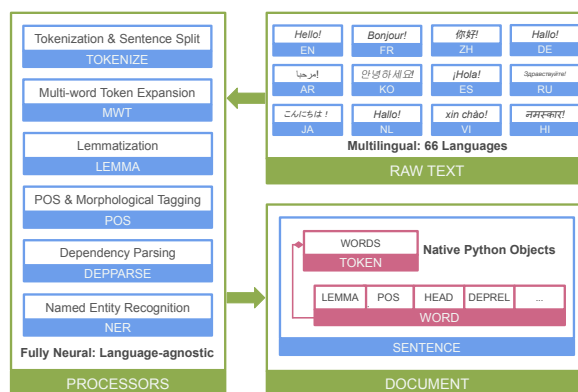 Tokenization & Sentence Split
TOKENIZE
Multi-word Token Expansion
MWT
Lemmatization
LEMMA
POS & Morphological Tagging
POS
Dependency Parsing
DEPPARSE
Named Entity Recognition
NER
Fully Neural: Language-agnostic
PROCESSORS
Hello! Bonjour! 你好! Hallo!
EN FR ZH DE
مرحبا! 안녕하세요! ¡Hola! Здравствуйте!
AR KO ES RU
こんにちは! Hallo! xin chào! नमस्कार!
JA NL VI HI
Multilingual: 66 Languages
RAW TEXT
WORDS
TOKEN
Native Python Objects
LEMMA POS HEAD DEPREL ...
WORD
SENTENCE
DOCUMENT